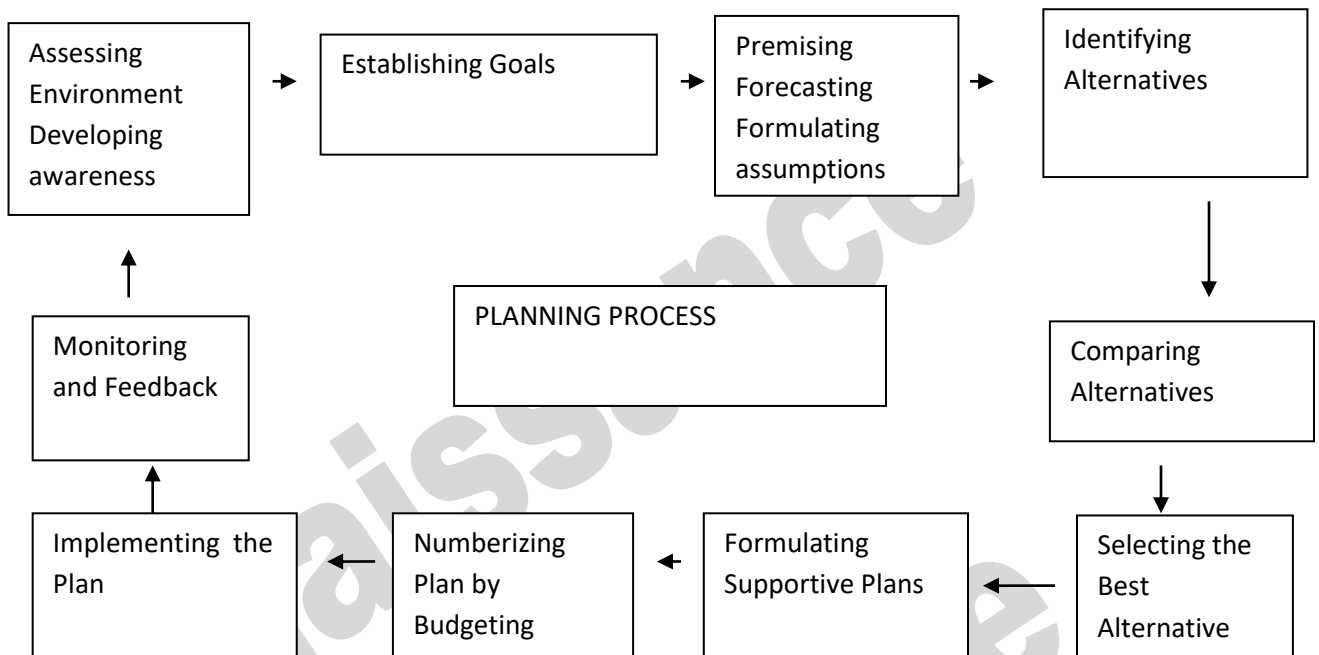 Assessing
Environment
Developing
awareness
Establishing Goals
Premising
Forecasting
Formulating
assumptions
Identifying
Alternatives
PLANNING PROCESS
Monitoring
and Feedback
Comparing
Alternatives
Implementing the
Plan
Numberizing
Plan by
Budgeting
Formulating
Supportive Plans
Selecting the
Best
Alternative